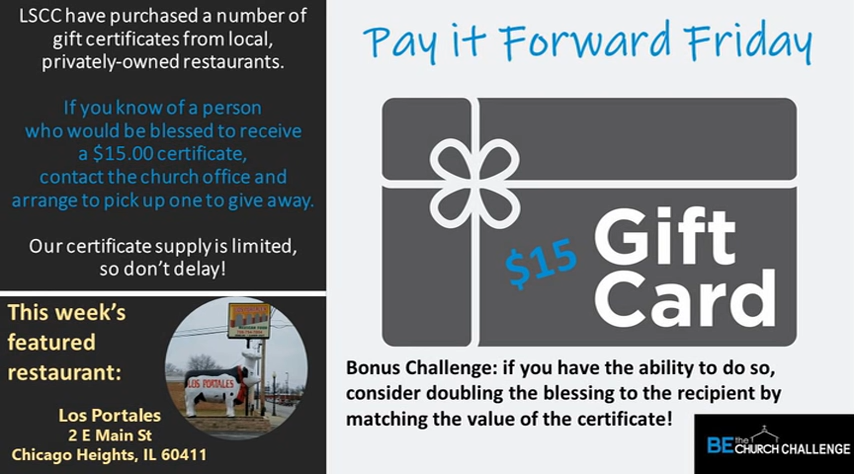 LSCC have purchased a number of
gift certificates from local,
privately-owned restaurants.
If you know of a person
who would be blessed to receive
a $15.00 certificate,
contact the church office and
arrange to pick up one to give away.
Our certificate supply is limited,
so don't delay!
This week's
featured
restaurant:
LOS PORTALES
Los Portales
2 E Main St
Chicago Heights, IL 60411
Pay it Forward Friday
$15
Gift
Card
Bonus Challenge: if you have the ability to do so,
consider doubling the blessing to the recipient by
matching the value of the certificate!
BE the CHURCH CHALLENGE